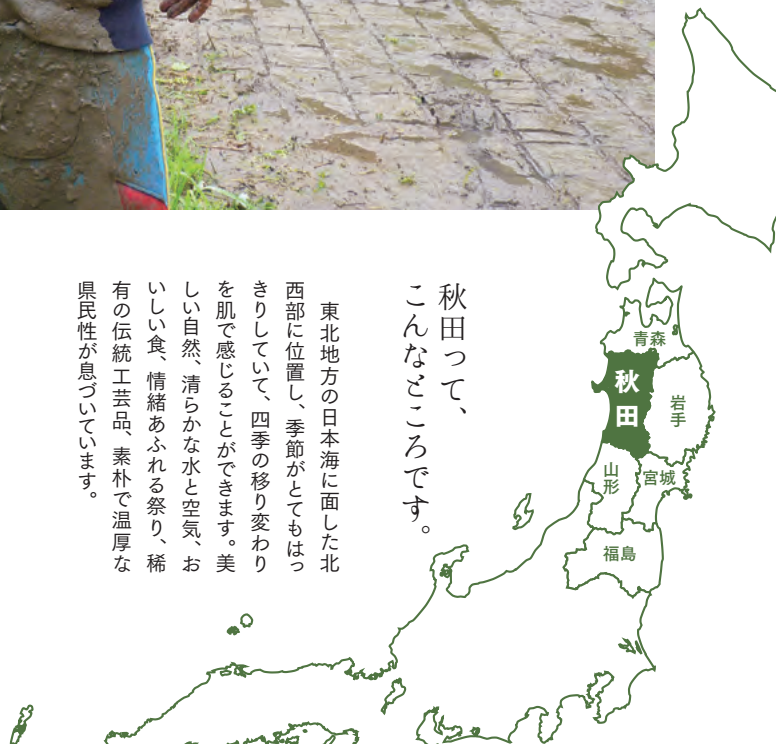 秋田って、
こんなところです。
東北地方の日本海に面した北
西部に位置し、季節がとてもはっ
きりしていて、四季の移り変わり
を肌で感じることができます。美
しい自然、清らかな水と空気、お
いしい食、情緒あふれる祭り、稀
有の伝統工芸品、素朴で温厚な
県民性が息づいています。
青森
秋田
岩手
山形
宮城
福島